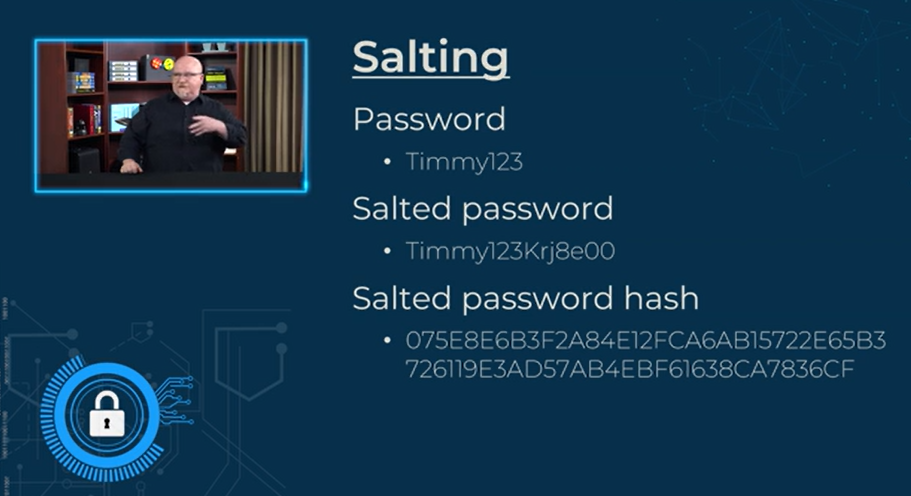 Salting
Password
• Timmy123
Salted password
• Timmy123Krj8e00
Salted password hash
• 075E8E6B3F2A84E12FCA6AB15722E65B3
726119E3AD57AB4EBF61638CA7836CF